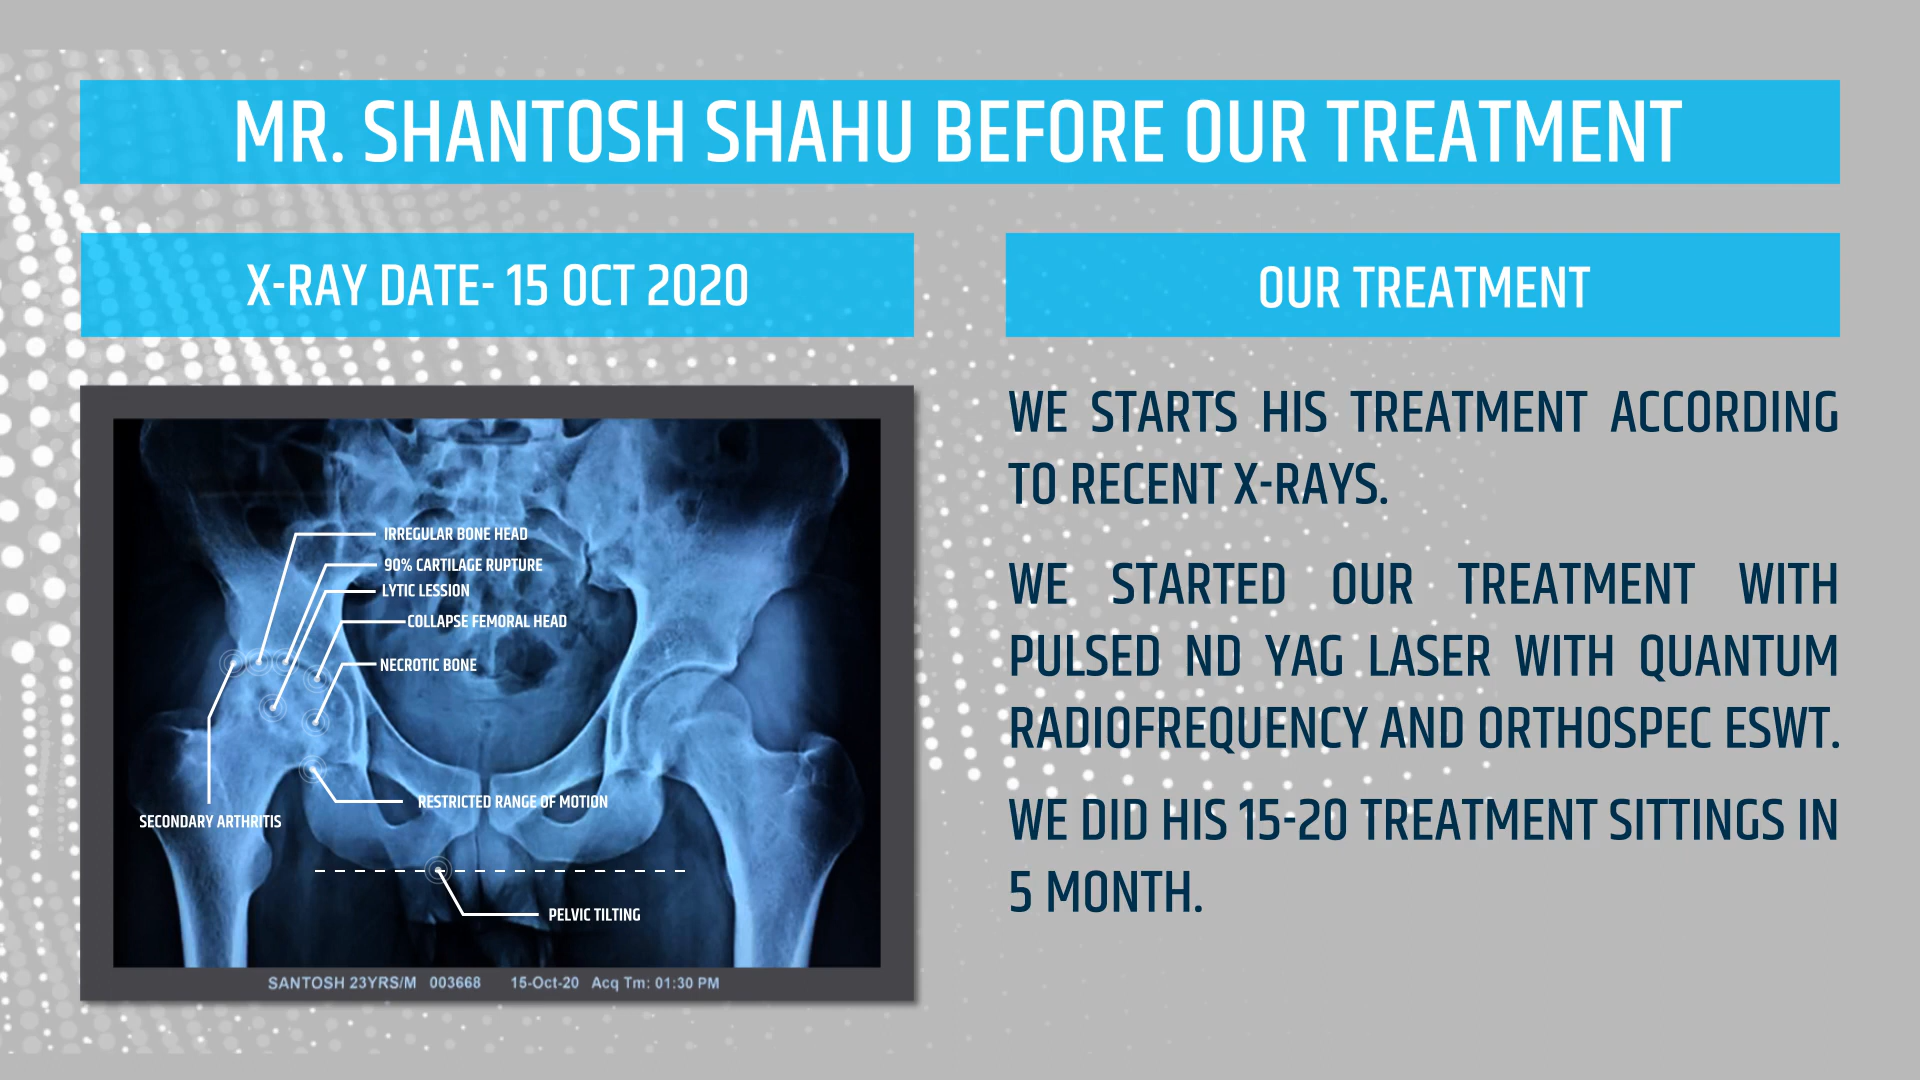 MR. SHANTOSH SHAHU BEFORE OUR TREATMENT
X-RAY DATE- 15 OCT 2020
IRREGULAR BONE HEAD
90% CARTILAGE RUPTURE
LYTIC LESSION
COLLAPSE FEMORAL HEAD
NECROTIC BONE
RESTRICTED RANGE OF MOTION
SECONDARY ARTHRITIS
PELVIC TILTING
SANTOSH 23YRS/M 003668 15-Oct-20 Acq Tm: 01:30 PM
OUR TREATMENT
WE STARTS HIS TREATMENT ACCORDING
TO RECENT X-RAYS.
WE STARTED OUR TREATMENT WITH
PULSED ND YAG LASER WITH QUANTUM
RADIOFREQUENCY AND ORTHOSPEC ESWT.
WE DID HIS 15-20 TREATMENT SITTINGS IN
5 MONTH.